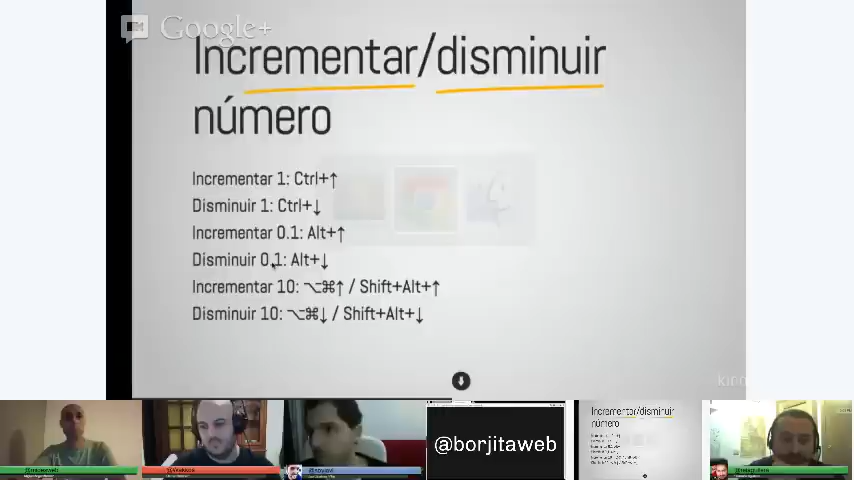 Google+
Incrementar/disminuir
número
Incrementar 1: Ctrl+↑
Disminuir 1: Ctrl+↓
Incrementar 0.1: Alt+↑
Disminuir 0.1: Alt+↓
Incrementar 10: ⌥⌘↑ / Shift+Alt+↑
Disminuir 10: ⌥⌘↓ / Shift+Alt+↓
@borjitaweb
Incrementar/disminuir
número